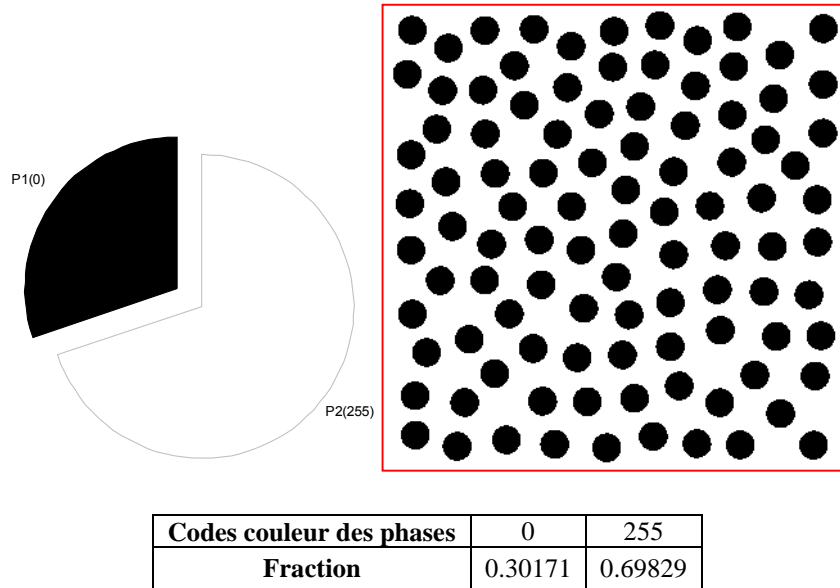 P1(0)
P2(255)
Codes couleur des phases 0 255
Fraction 0.30171 0.69829